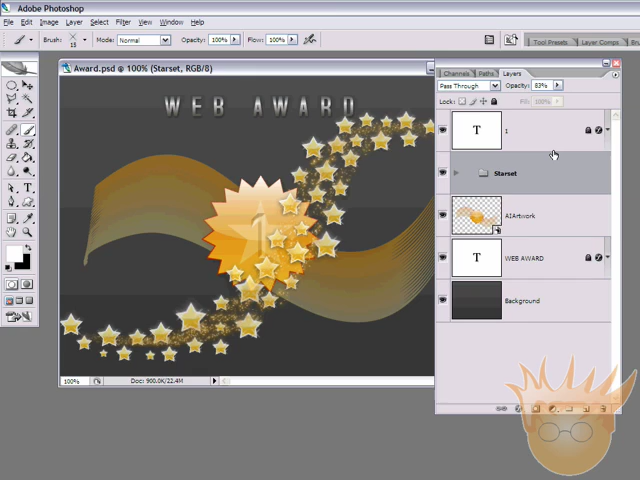 Adobe Photoshop
File Edit Image Layer Select Filter View Window Help
Brush: 15 Mode: Normal Opacity: 100% Flow: 100%
Tool Presets Layer Comps
Award.psd @ 100% (Starset, RGB/8)
WEB AWARD
1
100% Doc: 900.0K/22.4M
Channels Paths Layers
Pass Through Opacity: 83%
Lock: Fill: 100%
T 1
Starset
AIArtwork
T WEB AWARD
Background